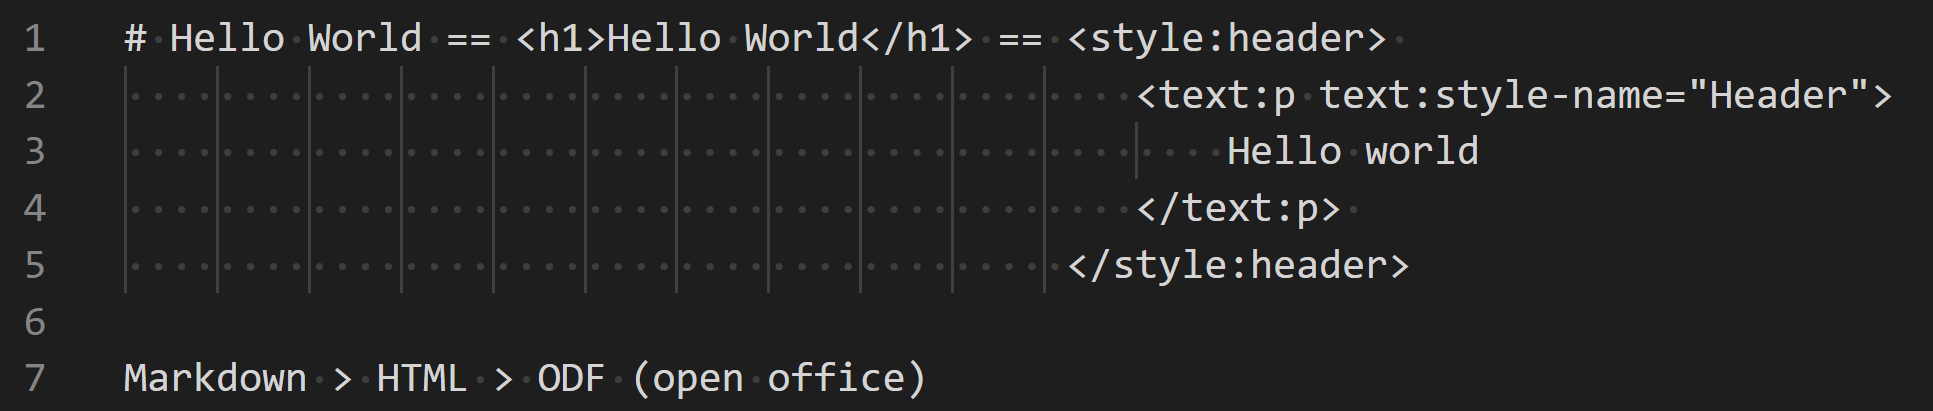 1 # Hello World == <h1>Hello World</h1> == <style:header>
2 <text:p text:style-name="Header">
3 Hello world
4 </text:p>
5 </style:header>
6
7 Markdown > HTML > ODF (open office)